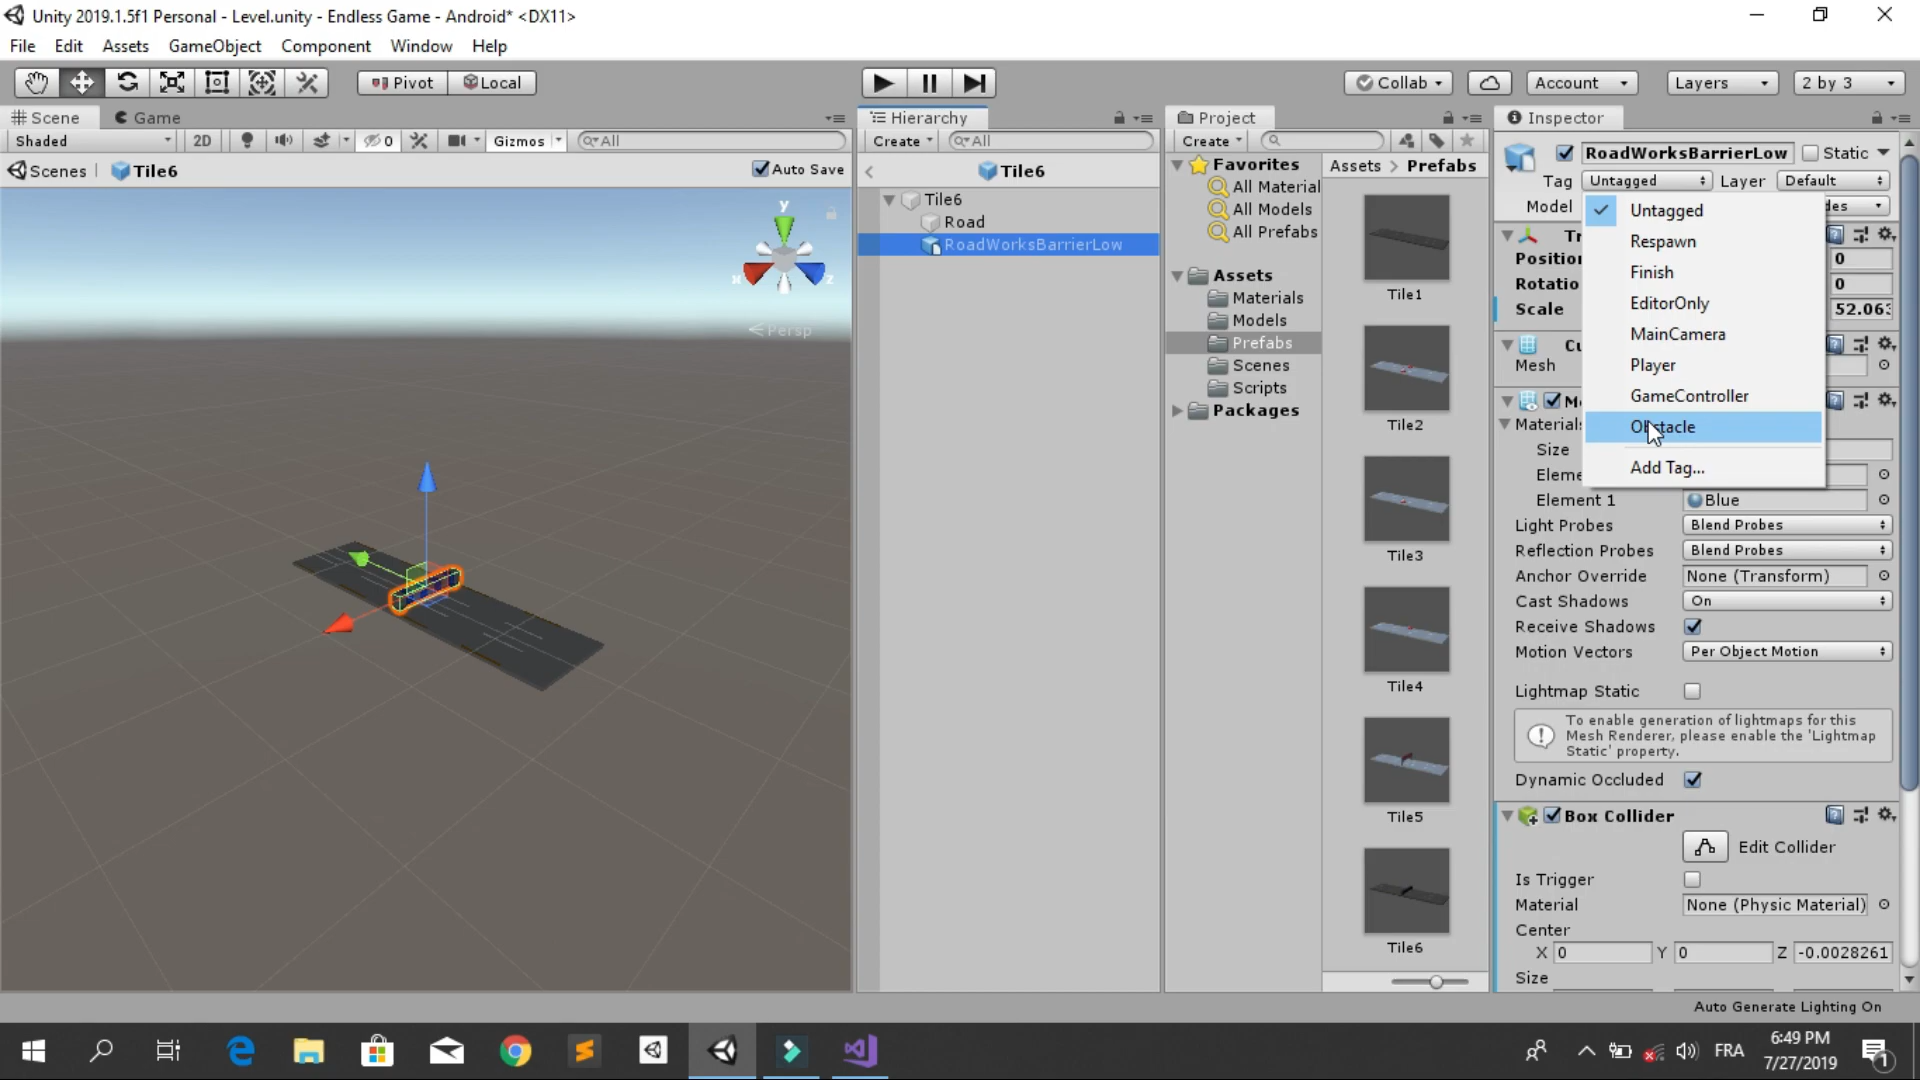 Unity 2019.1.5f1 Personal - Level.unity - Endless Game - Android* <DX11>
File Edit Assets GameObject Component Window Help
Pivot Local Collab Account Layers 2 by 3
Scene Game
Shaded 2D 0 Gizmos All
Scenes Tile6 Auto Save
y
x
z
Persp
Hierarchy
Create All
Tile6
Tile6
Road
RoadWorksBarrierLow
Project
Create
Favorites
All Material
All Models
All Prefabs
Assets
Materials
Models
Prefabs
Scenes
Scripts
Packages
Assets > Prefabs
Tile1
Tile2
Tile3
Tile4
Tile5
Tile6
Inspector
RoadWorksBarrierLow Static
Tag Untagged Layer Default
Model
Untagged
Respawn
Finish
EditorOnly
MainCamera
Player
GameController
Obstacle
Add Tag...
Positio 0
Rotatio 0
Scale 52.063
Mesh
Materials
Size
Eleme
Element 1 Blue
Light Probes Blend Probes
Reflection Probes Blend Probes
Anchor Override None (Transform)
Cast Shadows On
Receive Shadows
Motion Vectors Per Object Motion
Lightmap Static
To enable generation of lightmaps for this
Mesh Renderer, please enable the 'Lightmap
Static' property.
Dynamic Occluded
Box Collider
Edit Collider
Is Trigger
Material None (Physic Material)
Center
X 0 Y 0 Z -0.0028261
Size
Auto Generate Lighting On
FRA
6:49 PM
7/27/2019
1